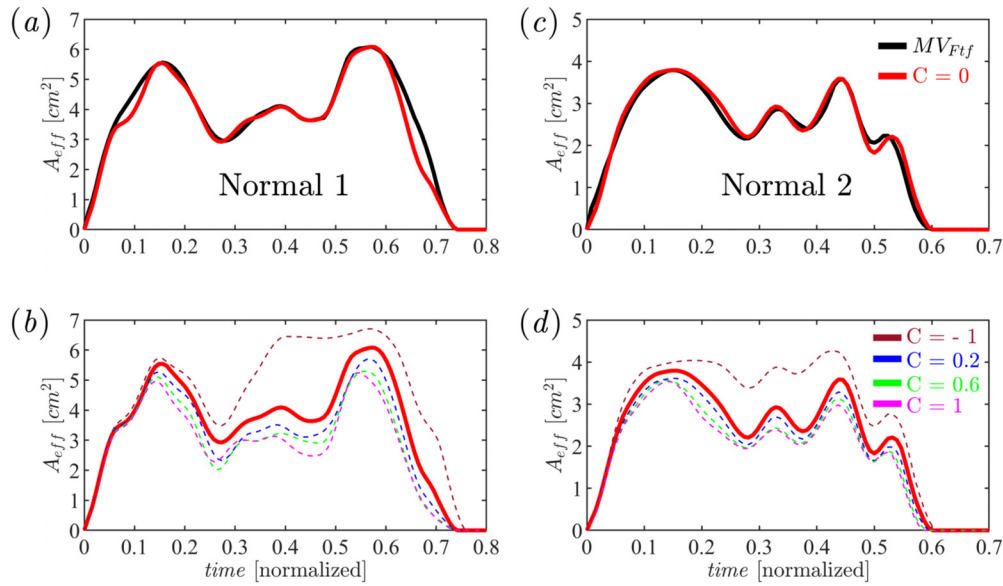 (a)
7
6
5
4
3
2
1
0
A_eff [cm²]
Normal 1
0 0.1 0.2 0.3 0.4 0.5 0.6 0.7 0.8
(c)
5
4
3
2
1
0
A_eff [cm²]
MV_Ftf
C = 0
Normal 2
0 0.1 0.2 0.3 0.4 0.5 0.6 0.7
(b)
7
6
5
4
3
2
1
0
A_eff [cm²]
0 0.1 0.2 0.3 0.4 0.5 0.6 0.7 0.8
time [normalized]
(d)
5
4
3
2
1
0
A_eff [cm²]
C = - 1
C = 0.2
C = 0.6
C = 1
0 0.1 0.2 0.3 0.4 0.5 0.6 0.7
time [normalized]